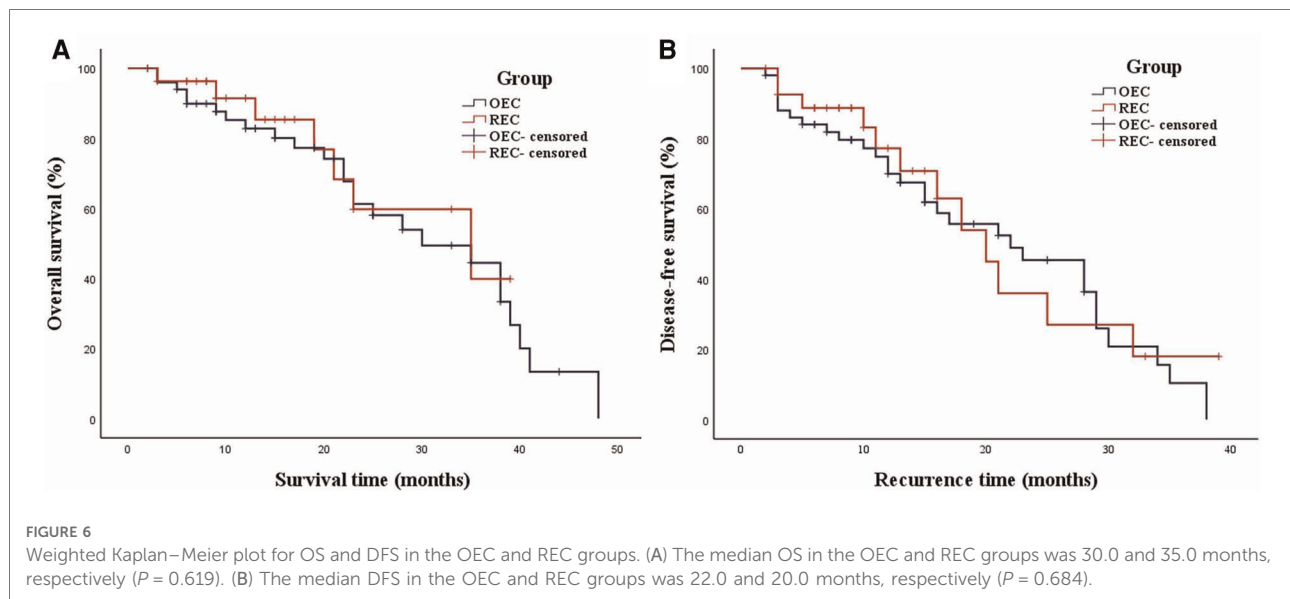 A
Overall survival (%)
100
80
60
40
20
0
0 10 20 30 40 50
Survival time (months)
Group
OEC
REC
OEC- censored
REC- censored
B
Disease-free survival (%)
100
80
60
40
20
0
0 10 20 30 40
Recurrence time (months)
Group
OEC
REC
OEC- censored
REC- censored
FIGURE 6
Weighted Kaplan–Meier plot for OS and DFS in the OEC and REC groups. (A) The median OS in the OEC and REC groups was 30.0 and 35.0 months,
respectively (P = 0.619). (B) The median DFS in the OEC and REC groups was 22.0 and 20.0 months, respectively (P = 0.684).